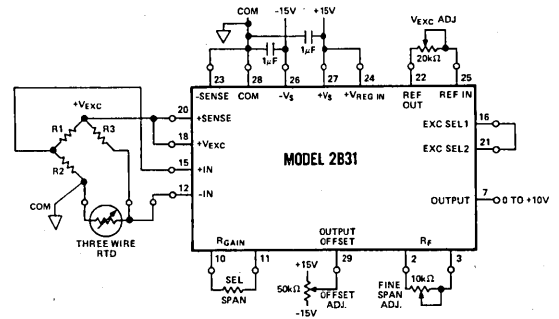 COM -15V +15V
1µF
1µF
V EXC ADJ
20kΩ
23 28 26 27 24 22 25
-SENSE COM -VS +VS +VREG IN REF OUT REF IN
20 +SENSE
+VEXC
18 +VEXC
R1 R3
15 +IN
R2
12 -IN
COM
THREE WIRE
RTD
MODEL 2B31
EXC SEL1 16
EXC SEL2 21
OUTPUT 7 0 TO +10V
RGAIN
OUTPUT
OFFSET
RF
10 11 29 2 3
SEL
SPAN
+15V
50kΩ
OFFSET
ADJ.
-15V
FINE
SPAN
ADJ.
10kΩ